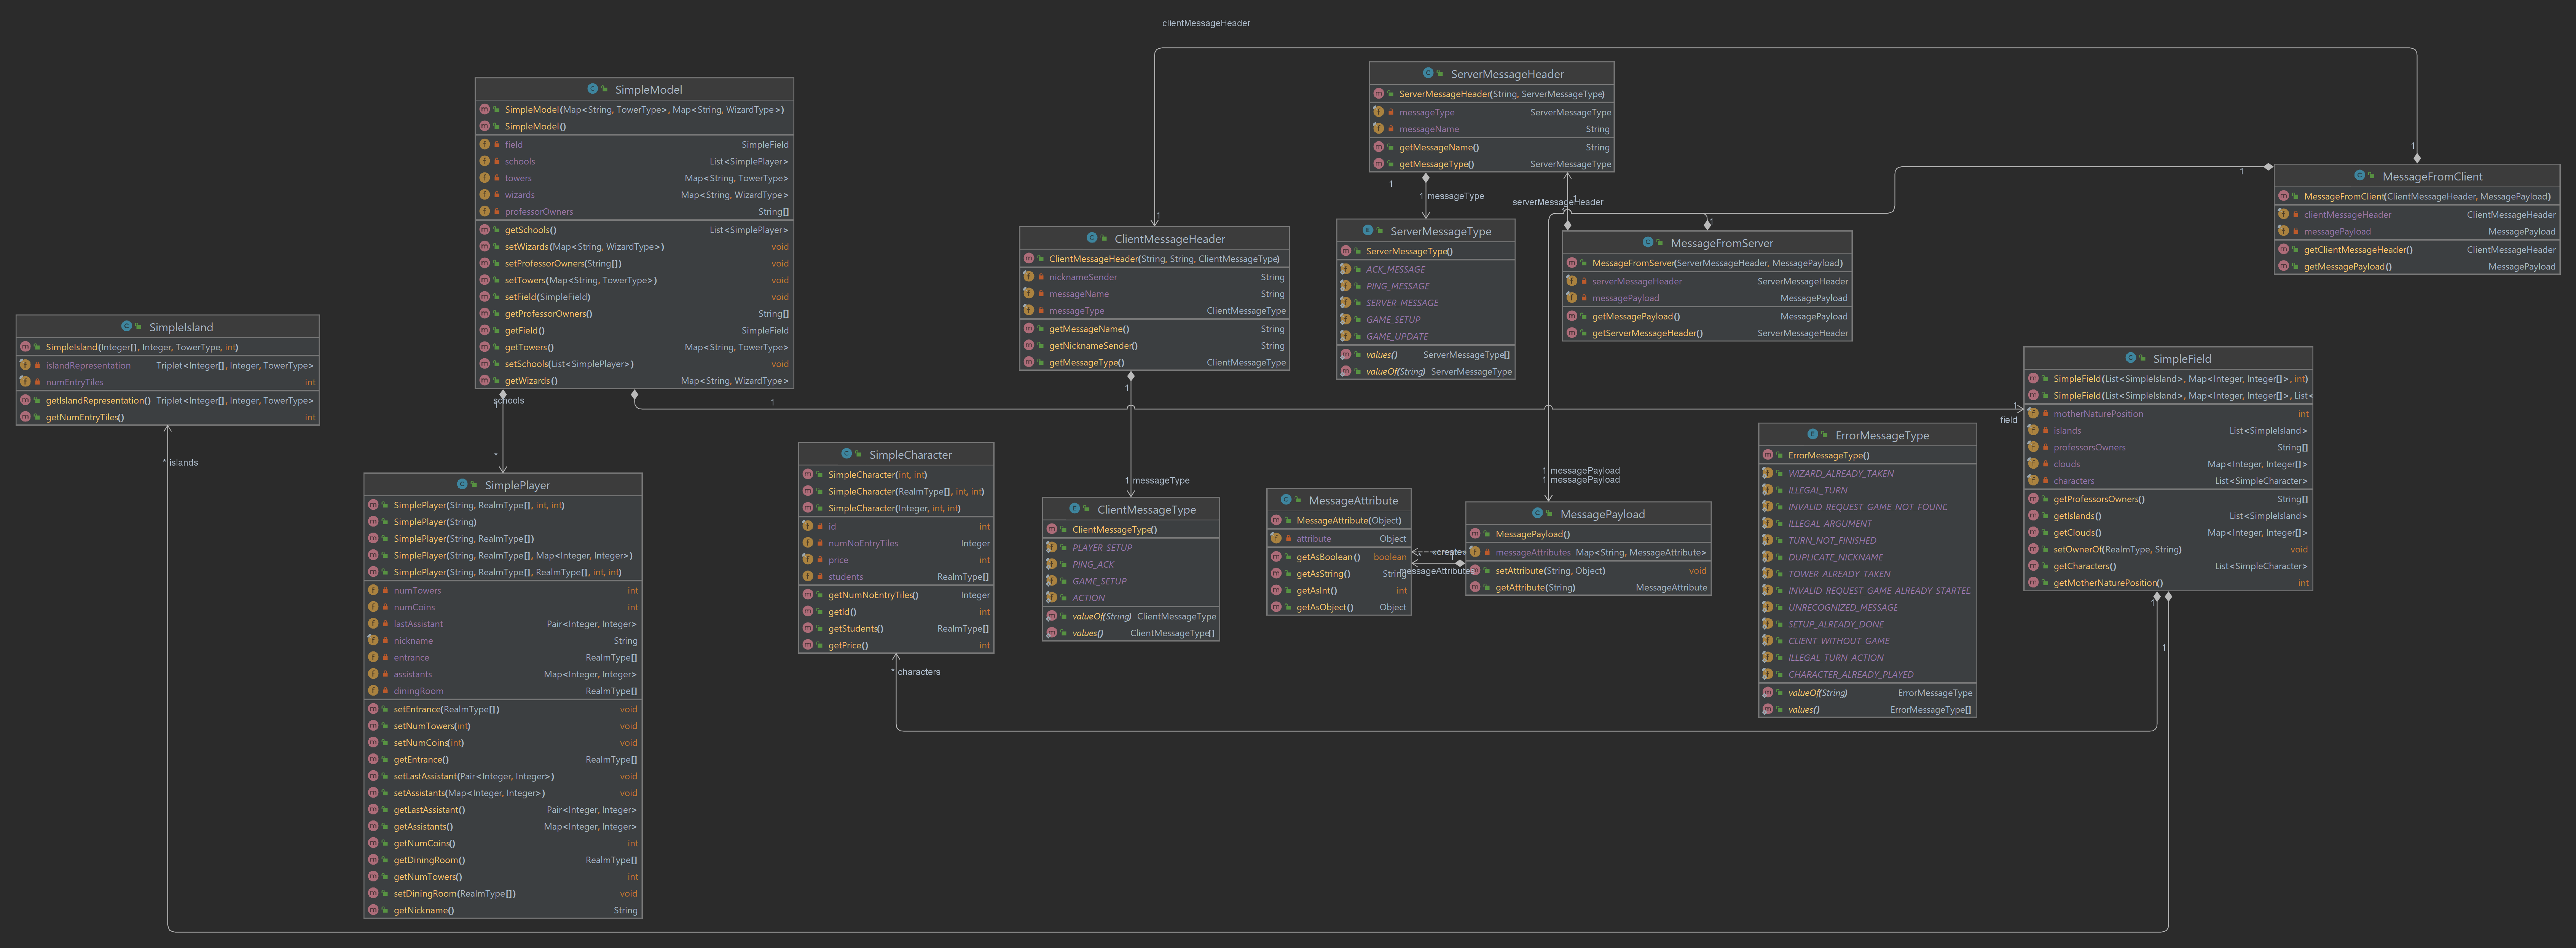 clientMessageHeader
1
1
SimpleModel
SimpleModel(Map<String, TowerType>, Map<String, WizardType>)
SimpleModel()
field SimpleField
schools List<SimplePlayer>
towers Map<String, TowerType>
wizards Map<String, WizardType>
professorOwners String[]
getSchools() List<SimplePlayer>
setWizards(Map<String, WizardType>) void
setProfessorOwners(String[]) void
setTowers(Map<String, TowerType>) void
setField(SimpleField) void
getProfessorOwners() String[]
getField() SimpleField
getTowers() Map<String, TowerType>
setSchools(List<SimplePlayer>) void
getWizards() Map<String, WizardType>
1
schools
*
1
1
field
ServerMessageHeader
ServerMessageHeader(String, ServerMessageType)
messageType ServerMessageType
messageName String
getMessageName() String
getMessageType() ServerMessageType
1
1 messageType
1
serverMessageHeader
1
1
MessageFromClient
MessageFromClient(ClientMessageHeader, MessagePayload)
clientMessageHeader ClientMessageHeader
messagePayload MessagePayload
getClientMessageHeader() ClientMessageHeader
getMessagePayload() MessagePayload
ClientMessageHeader
ClientMessageHeader(String, String, ClientMessageType)
nicknameSender String
messageName String
messageType ClientMessageType
getMessageName() String
getNicknameSender() String
getMessageType() ClientMessageType
1
1 messageType
ServerMessageType
ServerMessageType()
ACK_MESSAGE
PING_MESSAGE
SERVER_MESSAGE
GAME_SETUP
GAME_UPDATE
values() ServerMessageType[]
valueOf(String) ServerMessageType
MessageFromServer
MessageFromServer(ServerMessageHeader, MessagePayload)
serverMessageHeader ServerMessageHeader
messagePayload MessagePayload
getMessagePayload() MessagePayload
getServerMessageHeader() ServerMessageHeader
SimpleIsland
SimpleIsland(Integer[], Integer, TowerType, int)
islandRepresentation Triplet<Integer[], Integer, TowerType>
numEntryTiles int
getIslandRepresentation() Triplet<Integer[], Integer, TowerType>
getNumEntryTiles() int
* islands
SimpleField
SimpleField(List<SimpleIsland>, Map<Integer, Integer[]>, int)
SimpleField(List<SimpleIsland>, Map<Integer, Integer[]>, List<
motherNaturePosition int
islands List<SimpleIsland>
professorsOwners String[]
clouds Map<Integer, Integer[]>
characters List<SimpleCharacter>
getProfessorsOwners() String[]
getIslands() List<SimpleIsland>
getClouds() Map<Integer, Integer[]>
setOwnerOf(RealmType, String) void
getCharacters() List<SimpleCharacter>
getMotherNaturePosition() int
1
1
SimplePlayer
SimplePlayer(String, RealmType[], int, int)
SimplePlayer(String)
SimplePlayer(String, RealmType[])
SimplePlayer(String, RealmType[], Map<Integer, Integer>)
SimplePlayer(String, RealmType[], RealmType[], int, int)
numTowers int
numCoins int
lastAssistant Pair<Integer, Integer>
nickname String
entrance RealmType[]
assistants Map<Integer, Integer>
diningRoom RealmType[]
setEntrance(RealmType[]) void
setNumTowers(int) void
setNumCoins(int) void
getEntrance() RealmType[]
setLastAssistant(Pair<Integer, Integer>) void
setAssistants(Map<Integer, Integer>) void
getLastAssistant() Pair<Integer, Integer>
getAssistants() Map<Integer, Integer>
getNumCoins() int
getDiningRoom() RealmType[]
getNumTowers() int
setDiningRoom(RealmType[]) void
getNickname() String
SimpleCharacter
SimpleCharacter(int, int)
SimpleCharacter(RealmType[], int, int)
SimpleCharacter(Integer, int, int)
id int
numNoEntryTiles Integer
price int
students RealmType[]
getNumNoEntryTiles() Integer
getId() int
getStudents() RealmType[]
getPrice() int
* characters
ClientMessageType
ClientMessageType()
PLAYER_SETUP
PING_ACK
GAME_SETUP
ACTION
valueOf(String) ClientMessageType
values() ClientMessageType[]
MessageAttribute
MessageAttribute(Object)
attribute Object
getAsBoolean() boolean
getAsString() String
getAsInt() int
getAsObject() Object
«create»
1
messageAttributes
1 messagePayload
1 messagePayload
MessagePayload
MessagePayload()
messageAttributes Map<String, MessageAttribute>
setAttribute(String, Object) void
getAttribute(String) MessageAttribute
ErrorMessageType
ErrorMessageType()
WIZARD_ALREADY_TAKEN
ILLEGAL_TURN
INVALID_REQUEST_GAME_NOT_FOUND
ILLEGAL_ARGUMENT
TURN_NOT_FINISHED
DUPLICATE_NICKNAME
TOWER_ALREADY_TAKEN
INVALID_REQUEST_GAME_ALREADY_STARTED
UNRECOGNIZED_MESSAGE
SETUP_ALREADY_DONE
CLIENT_WITHOUT_GAME
ILLEGAL_TURN_ACTION
CHARACTER_ALREADY_PLAYED
valueOf(String) ErrorMessageType
values() ErrorMessageType[]